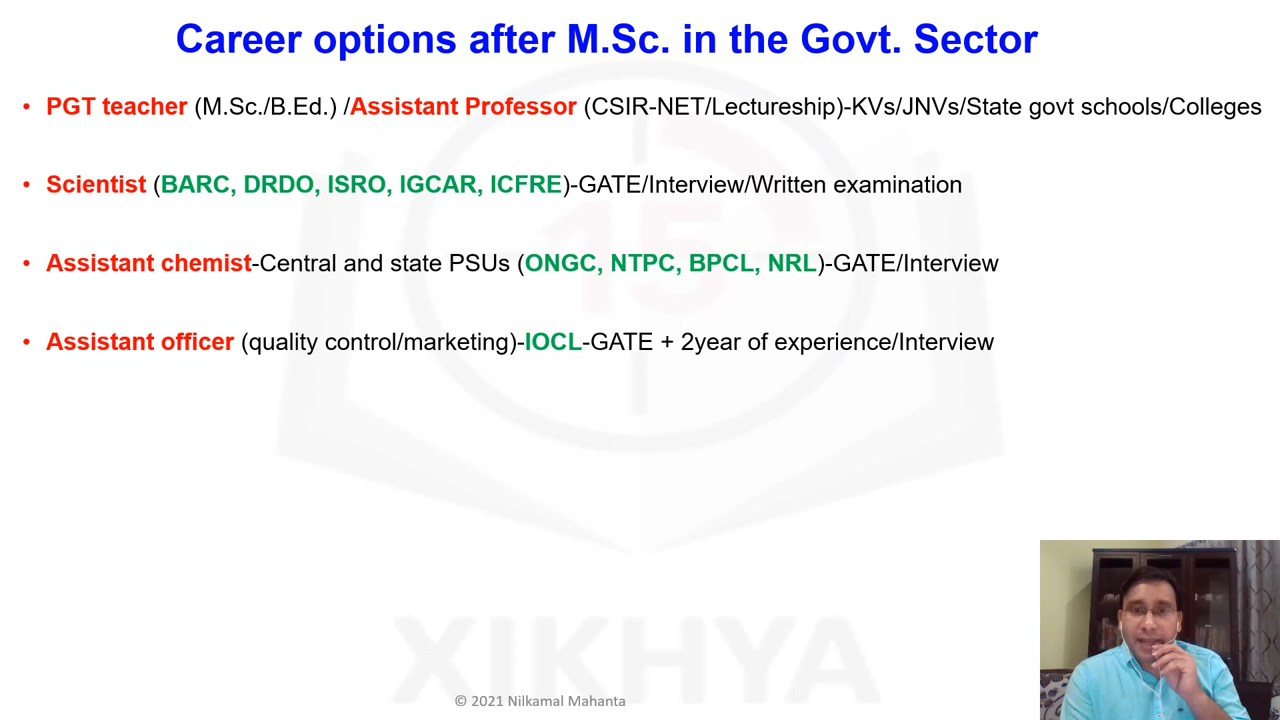 Career options after M.Sc. in the Govt. Sector
• PGT teacher (M.Sc./B.Ed.) /Assistant Professor (CSIR-NET/Lectureship)-KVs/JNVs/State govt schools/Colleges
• Scientist (BARC, DRDO, ISRO, IGCAR, ICFRE)-GATE/Interview/Written examination
15
• Assistant chemist-Central and state PSUs (ONGC, NTPC, BPCL, NRL)-GATE/Interview
• Assistant officer (quality control/marketing)-IOCL-GATE + 2year of experience/Interview
XIKHYA
© 2021 Nilkamal Mahanta